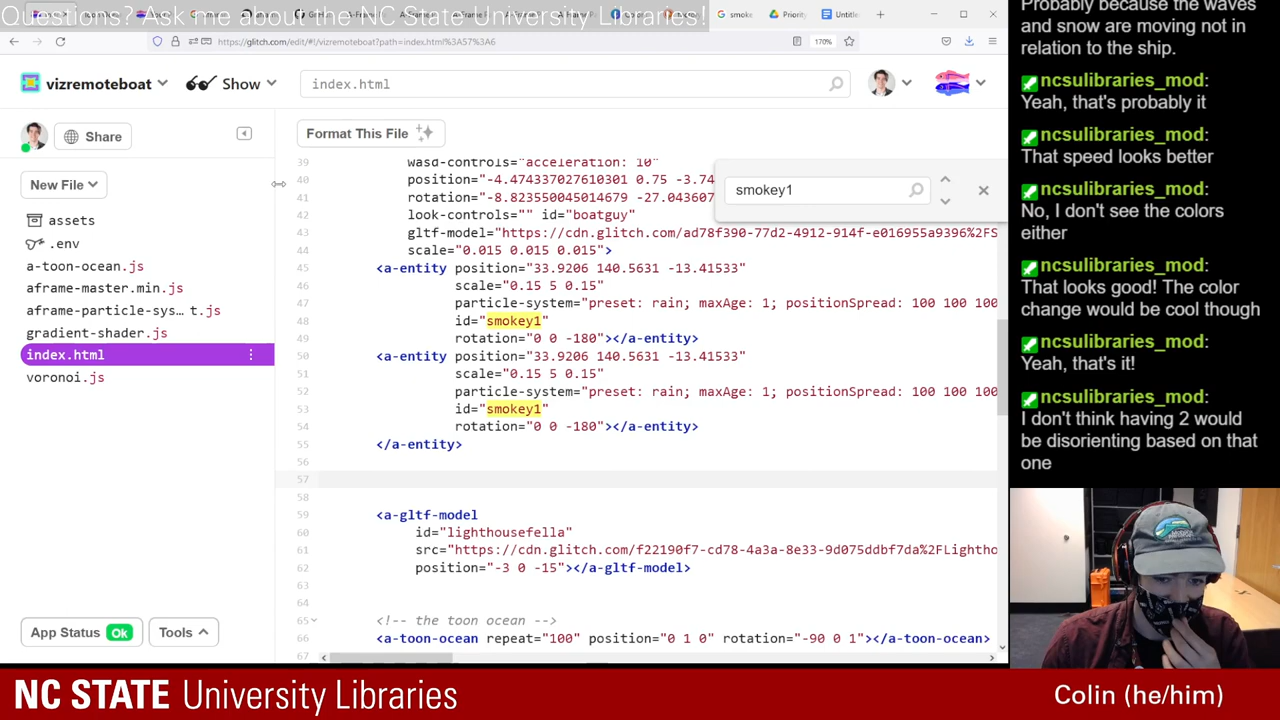 Questions? Ask me about the NC State University Libraries!
smoke
Priority
Untitle
https://glitch.com/edit/#!/vizremoteboat?path=index.html%3A57%3A6
170%
vizremoteboat
Show
index.html
Share
Format This File
New File
smokey1
assets
.env
a-toon-ocean.js
aframe-master.min.js
aframe-particle-sys… t.js
gradient-shader.js
index.html
voronoi.js
App Status Ok
Tools
39 wasd-controls="acceleration: 10"
40 position="-4.474337027610301 0.75 -3.74
41 rotation="-8.823550045014679 -27.043607
42 look-controls="" id="boatguy"
43 gltf-model="https://cdn.glitch.com/ad78f390-77d2-4912-914f-e016955a9396%2FS
44 scale="0.015 0.015 0.015">
45 <a-entity position="33.9206 140.5631 -13.41533"
46 scale="0.15 5 0.15"
47 particle-system="preset: rain; maxAge: 1; positionSpread: 100 100 100
48 id="smokey1"
49 rotation="0 0 -180"></a-entity>
50 <a-entity position="33.9206 140.5631 -13.41533"
51 scale="0.15 5 0.15"
52 particle-system="preset: rain; maxAge: 1; positionSpread: 100 100 100
53 id="smokey1"
54 rotation="0 0 -180"></a-entity>
55 </a-entity>
56
57
58
59 <a-gltf-model
60 id="lighthousefella"
61 src="https://cdn.glitch.com/f22190f7-cd78-4a3a-8e33-9d075ddbf7da%2FLightho
62 position="-3 0 -15"></a-gltf-model>
63
64
65 <!-- the toon ocean -->
66 <a-toon-ocean repeat="100" position="0 1 0" rotation="-90 0 1"></a-toon-ocean>
67
Probably because the waves
and snow are moving not in
relation to the ship.
ncsulibraries_mod:
Yeah, that's probably it
ncsulibraries_mod:
That speed looks better
ncsulibraries_mod:
No, I don't see the colors
either
ncsulibraries_mod:
That looks good! The color
change would be cool though
ncsulibraries_mod:
Yeah, that's it!
ncsulibraries_mod:
I don't think having 2 would
be disorienting based on that
one
NC STATE University Libraries
Colin (he/him)